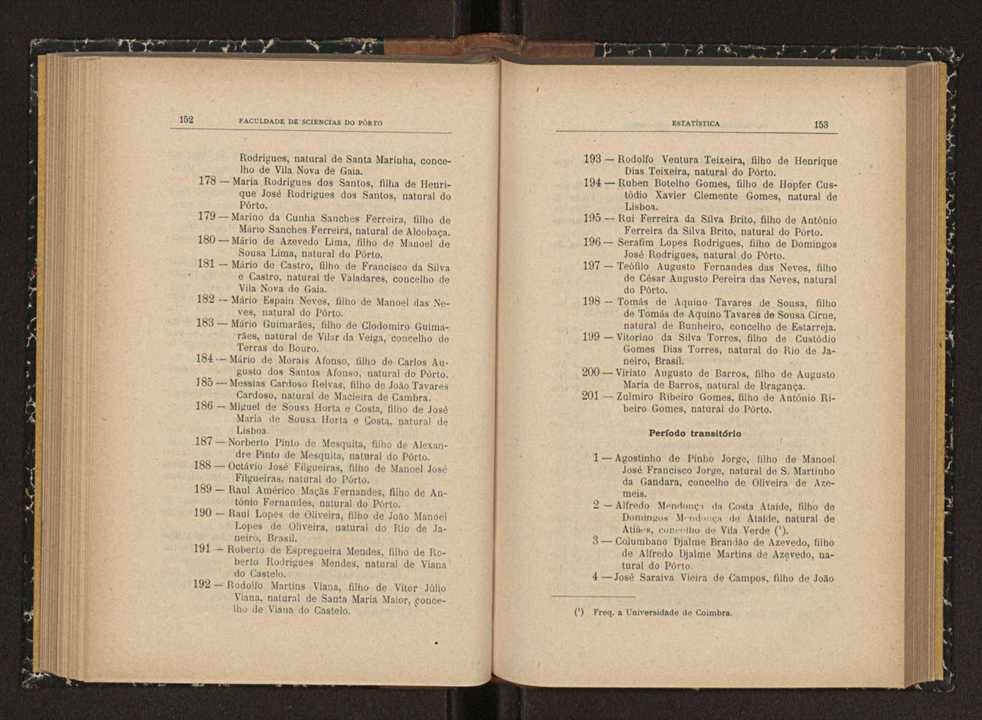 152
FACULDADE DE SCIENCIAS DO PÔRTO
Rodrigues, natural de Santa Marinha, conce-
lho de Vila Nova de Gaia.
178 — Maria Rodrigues dos Santos, filha de Henri-
que José Rodrigues dos Santos, natural do
Pôrto.
179 — Marino da Cunha Sanches Ferreira, filho de
Mário Sanches Ferreira, natural de Alcobaça.
180 — Mário de Azevedo Lima, filho de Manoel de
Sousa Lima, natural do Pôrto.
181 — Mário de Castro, filho de Francisco da Silva
e Castro, natural de Valadares, concelho de
Vila Nova de Gaia.
182 — Mário Espain Neves, filho de Manoel das Ne-
ves, natural do Pôrto.
183 — Mário Guimarães, filho de Clodomiro Guima-
rães, natural de Vilar da Veiga, concelho de
Terras do Bouro.
184 — Mário de Morais Afonso, filho de Carlos Au-
gusto dos Santos Afonso, natural do Pôrto.
185 — Messias Cardoso Relvas, filho de João Tavares
Cardoso, natural de Macieira de Cambra.
186 — Miguel de Sousa Horta e Costa, filho de José
Maria de Sousa Horta e Costa, natural de
Lisboa.
187 — Norberto Pinto de Mesquita, filho de Alexan-
dre Pinto de Mesquita, natural do Pôrto.
188 — Octávio José Filgueiras, filho de Manoel José
Filgueiras, natural do Pôrto.
189 — Raul Américo Maçãs Fernandes, filho de An-
tónio Fernandes, natural do Pôrto.
190 — Raul Lopes de Oliveira, filho de João Manoel
Lopes de Oliveira, natural do Rio de Ja-
neiro, Brasil.
191 — Roberto de Espregueira Mendes, filho de Ro-
berto Rodrigues Mendes, natural de Viana
do Castelo.
192 — Rodolfo Martins Viana, filho de Vitor Júlio
Viana, natural de Santa Maria Maior, conce-
lho de Viana do Castelo.
ESTATÍSTICA
153
193 — Rodolfo Ventura Teixeira, filho de Henrique
Dias Teixeira, natural do Pôrto.
194 — Ruben Botelho Gomes, filho de Hopfer Cus-
tódio Xavier Clemente Gomes, natural de
Lisboa.
195 — Rui Ferreira da Silva Brito, filho de António
Ferreira da Silva Brito, natural do Pôrto.
196 — Serafim Lopes Rodrigues, filho de Domingos
José Rodrigues, natural do Pôrto.
197 — Teófilo Augusto Fernandes das Neves, filho
de César Augusto Pereira das Neves, natural
do Pôrto.
198 — Tomás de Aquino Tavares de Sousa, filho
de Tomás de Aquino Tavares de Sousa Cirne,
natural de Bunheiro, concelho de Estarreja.
199 — Vitorino da Silva Torres, filho de Custódio
Gomes Dias Torres, natural do Rio de Ja-
neiro, Brasil.
200 — Viriato Augusto de Barros, filho de Augusto
Maria de Barros, natural de Bragança.
201 — Zulmiro Ribeiro Gomes, filho de António Ri-
beiro Gomes, natural do Pôrto.
Período transitório
1 — Agostinho de Pinho Jorge, filho de Manoel
José Francisco Jorge, natural de S. Martinho
da Gandara, concelho de Oliveira de Aze-
meis.
2 — Alfredo Mendonça da Costa Ataíde, filho de
Domingos Mendonça de Ataíde, natural de
Atiães, concelho de Vila Verde (¹).
3 — Columbano Djalme Brandão de Azevedo, filho
de Alfredo Djalme Martins de Azevedo, na-
tural do Pôrto.
4 — José Saraiva Vieira de Campos, filho de João
(¹) Freq. a Universidade de Coimbra.